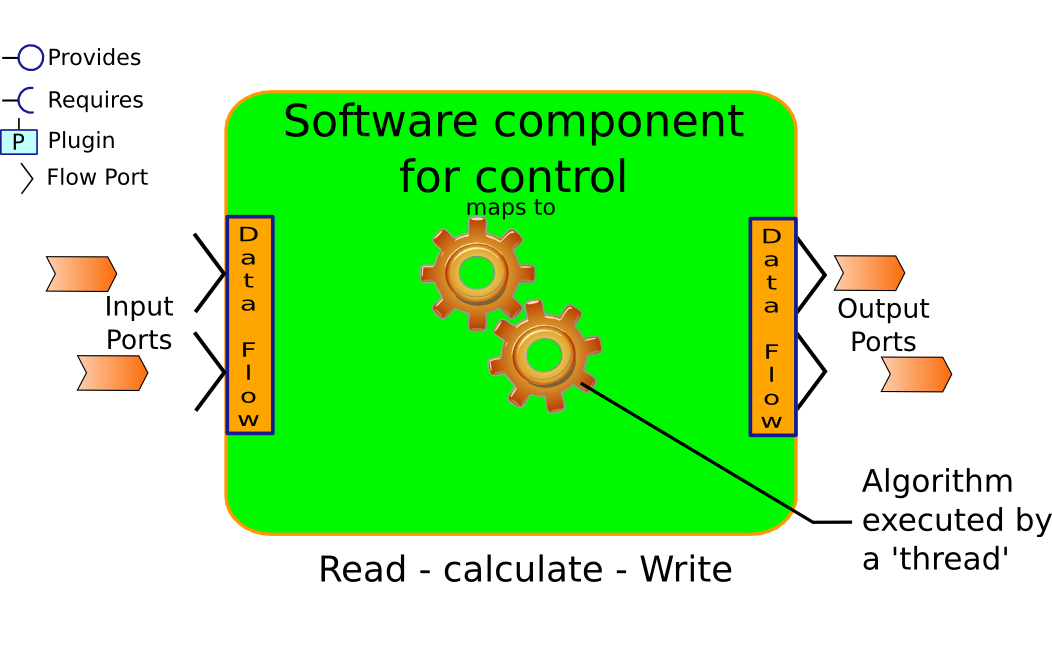 Provides
Requires
P
Plugin
Flow Port
Software component
for control
maps to
Data Flow
Input
Ports
Data Flow
Output
Ports
Algorithm
executed by
a 'thread'
Read - calculate - Write